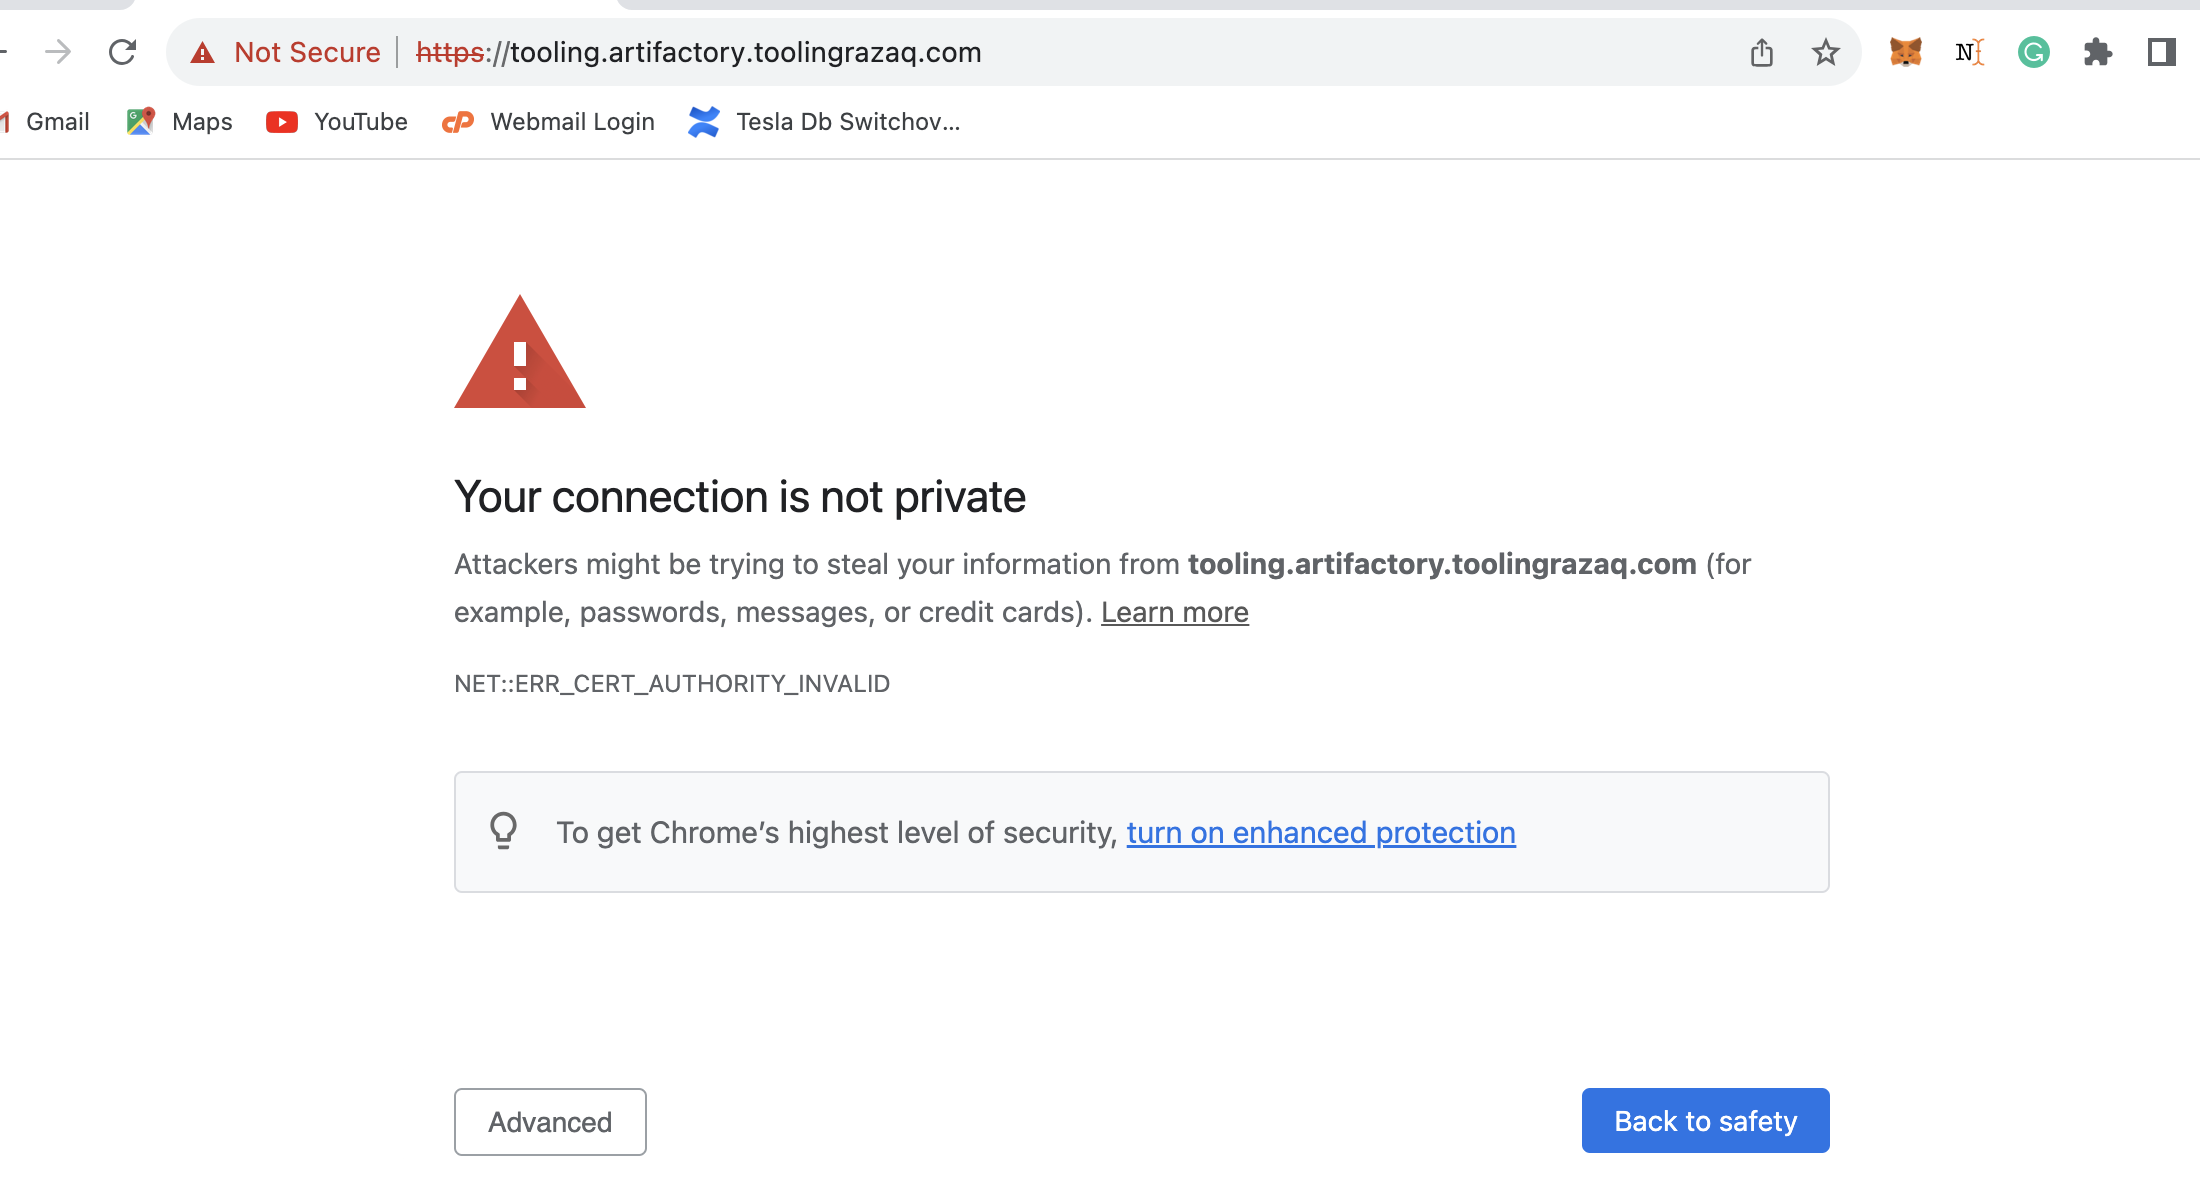 Not Secure https://tooling.artifactory.toolingrazaq.com
Gmail Maps YouTube Webmail Login Tesla Db Switchov...
Your connection is not private
Attackers might be trying to steal your information from tooling.artifactory.toolingrazaq.com (for
example, passwords, messages, or credit cards). Learn more
NET::ERR_CERT_AUTHORITY_INVALID
To get Chrome's highest level of security, turn on enhanced protection
Advanced
Back to safety